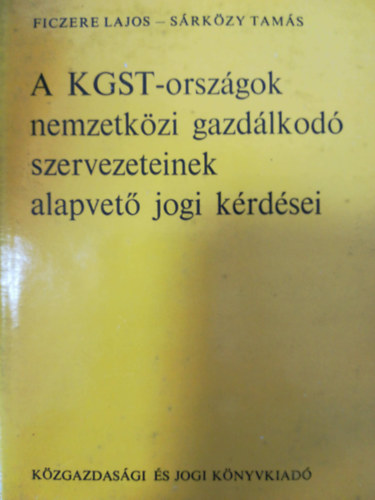 FICZERE LAJOS – SÁRKÖZY TAMÁS
A KGST-országok
nemzetközi gazdálkodó
szervezeteinek
alapvető jogi kérdései
KÖZGAZDASÁGI ÉS JOGI KÖNYVKIADÓ